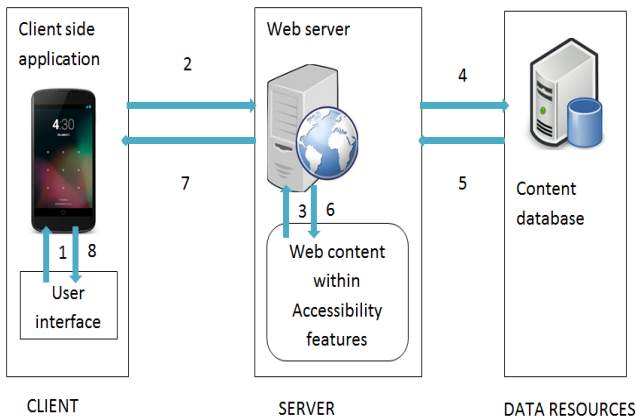 Client side
application
4:30
1 8
User
interface
CLIENT
2
7
Web server
3 6
Web content
within
Accessibility
features
SERVER
4
5
Content
database
DATA RESOURCES